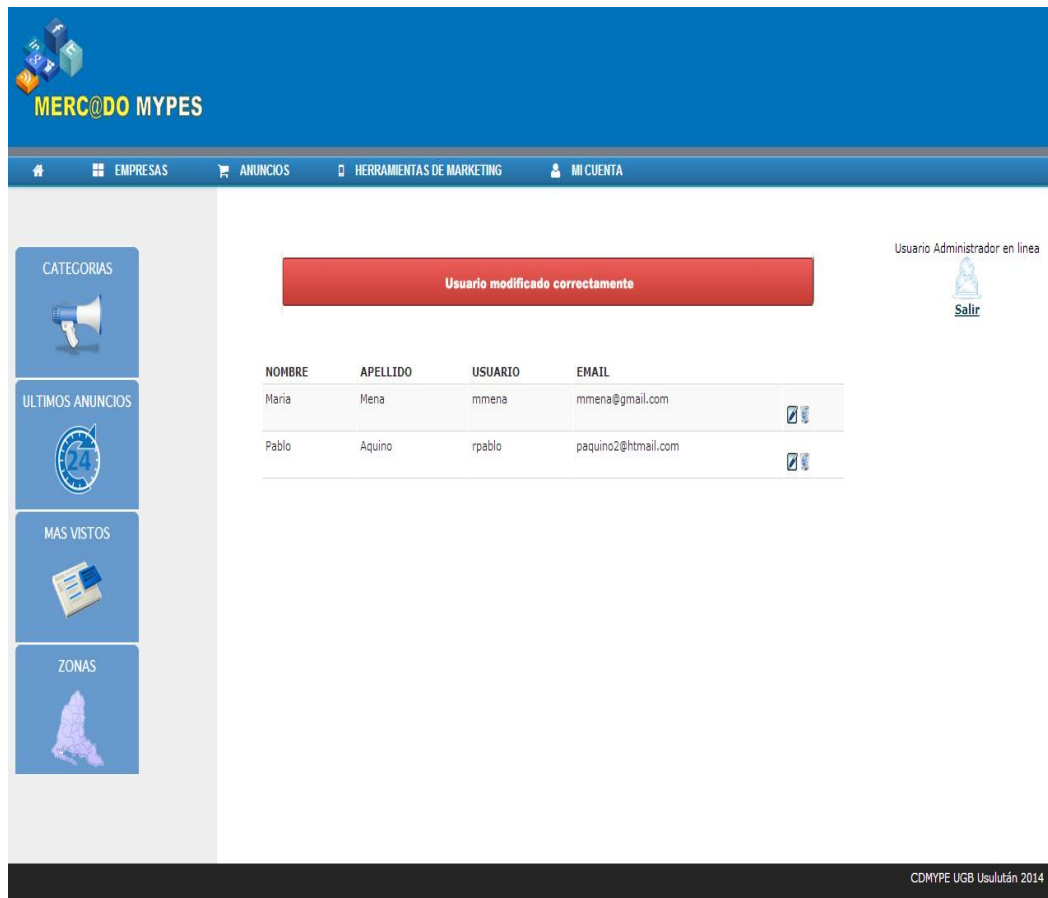 MERC@DO MYPES
EMPRESAS ANUNCIOS HERRAMIENTAS DE MARKETING MI CUENTA
Usuario Administrador en linea
Salir
CATEGORIAS
ULTIMOS ANUNCIOS
24
MAS VISTOS
ZONAS
Usuario modificado correctamente
NOMBRE APELLIDO USUARIO EMAIL
Maria Mena mmena mmena@gmail.com
Pablo Aquino rpablo paquino2@htmail.com
CDMYPE UGB Usulután 2014